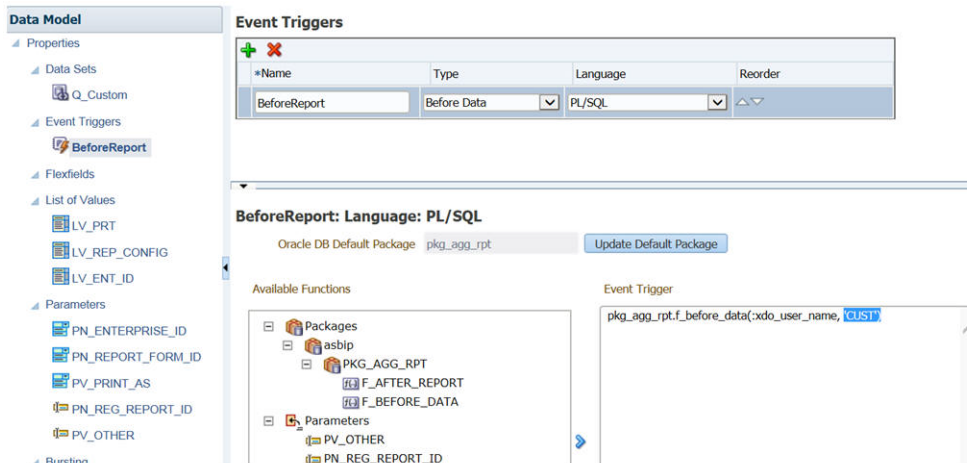 Data Model
Properties
Data Sets
Q_Custom
Event Triggers
BeforeReport
Flexfields
List of Values
LV_PRT
LV_REP_CONFIG
LV_ENT_ID
Parameters
PN_ENTERPRISE_ID
PN_REPORT_FORM_ID
PV_PRINT_AS
PN_REG_REPORT_ID
PV_OTHER
Bursting
Event Triggers
*Name Type Language Reorder
BeforeReport Before Data PL/SQL
BeforeReport: Language: PL/SQL
Oracle DB Default Package pkg_agg_rpt Update Default Package
Available Functions
Packages
asbip
PKG_AGG_RPT
F_AFTER_REPORT
F_BEFORE_DATA
Parameters
PV_OTHER
PN_REG_REPORT_ID
Event Trigger
pkg_agg_rpt.f_before_data(:xdo_user_name, 'CUST')